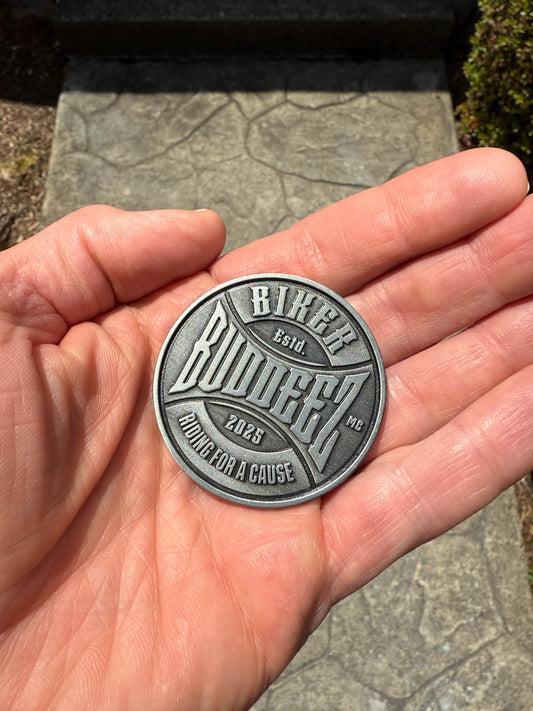 BIKER
Estd.
BUDDEEZ
MC
2025
RIDING FOR A CAUSE